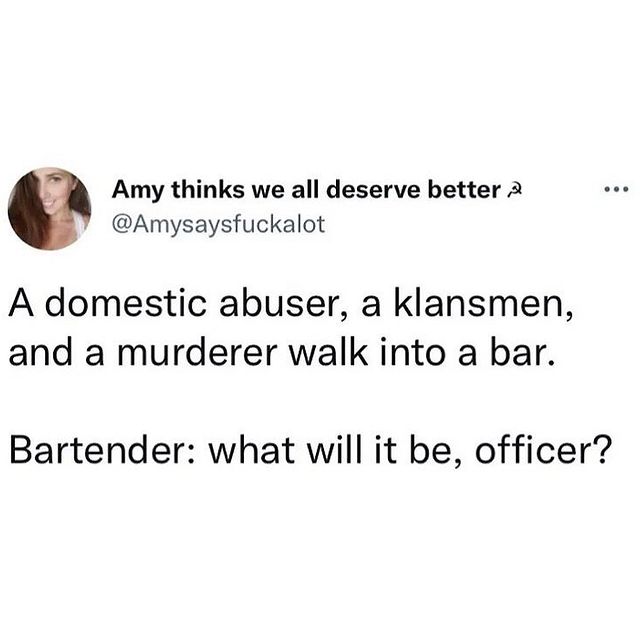 Amy thinks we all deserve better ☭
@Amysaysfuckalot
A domestic abuser, a klansmen,
and a murderer walk into a bar.
Bartender: what will it be, officer?